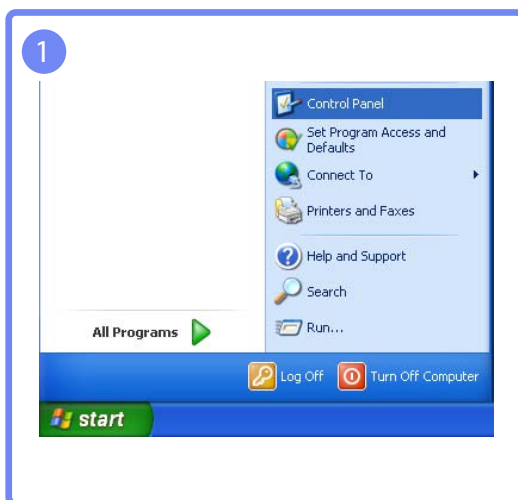 1
Control Panel
Set Program Access and
Defaults
Connect To
Printers and Faxes
Help and Support
Search
Run...
All Programs
Log Off
Turn Off Computer
start